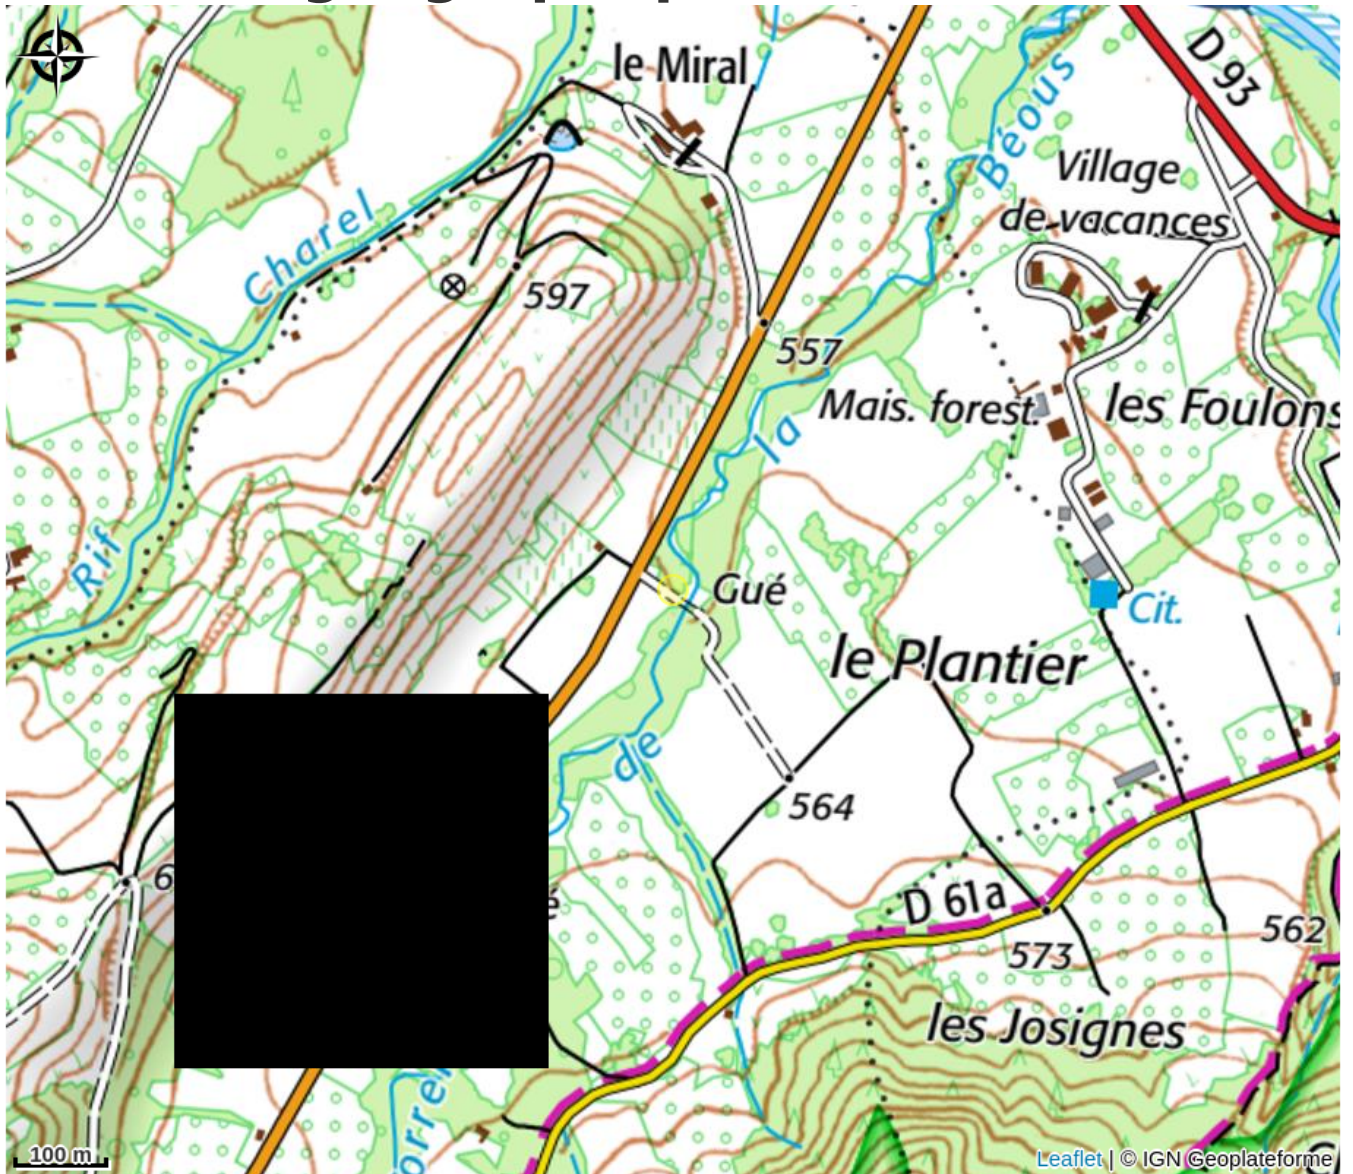 le Miral
D 93
Béous
Village
de vacances
Charel
597
557
Mais. forest.
les Foulons
la
Rif
Gué
Cit.
le Plantier
de
564
D 61a
562
573
les Josignes
100 m
Leaflet | © IGN Geoplateforme